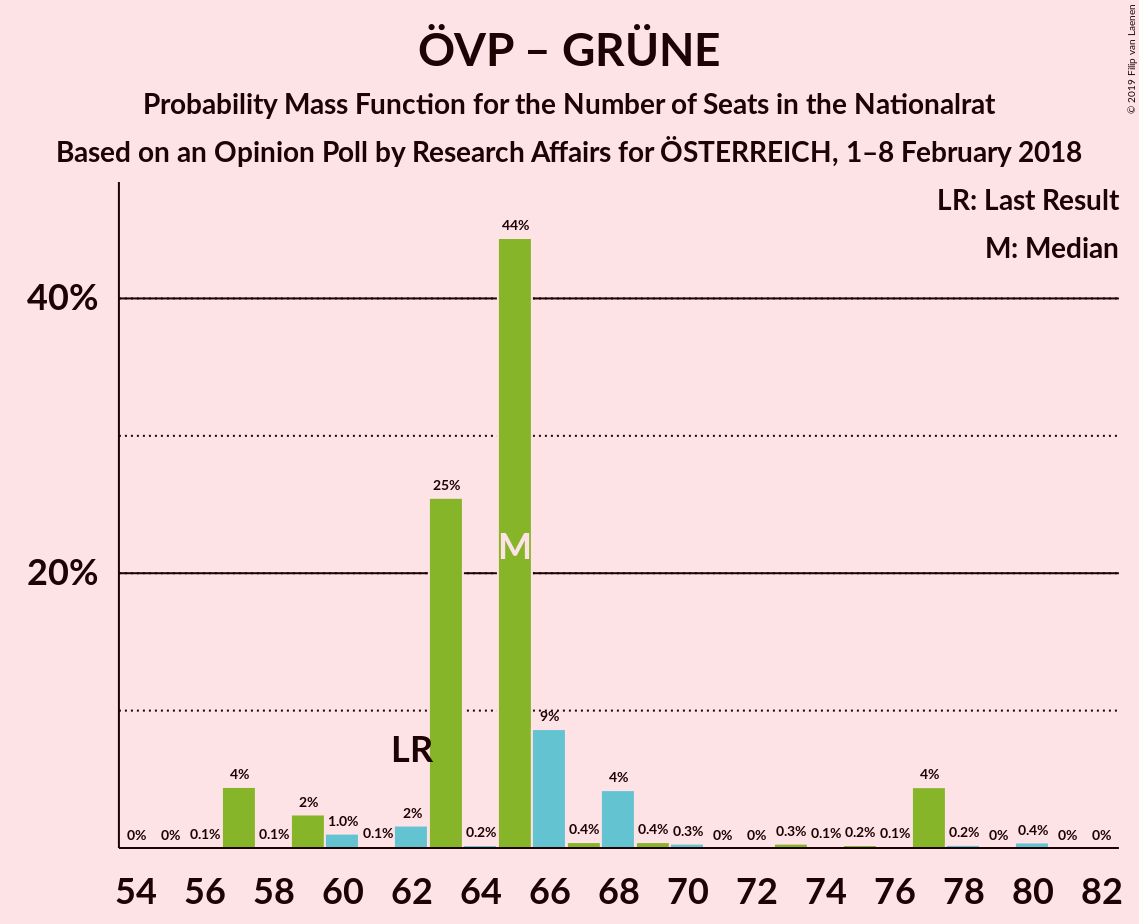 ÖVP – GRÜNE
Probability Mass Function for the Number of Seats in the Nationalrat
Based on an Opinion Poll by Research Affairs for ÖSTERREICH, 1–8 February 2018
© 2019 Filip van Laenen
LR: Last Result
M: Median
40%
20%
44%
25%
M
9%
LR
4%
4%
4%
2%
1.0%
2%
0% 0% 0.1% 0.1% 0.1% 0.2% 0.4% 0.4% 0.3% 0% 0% 0.3% 0.1% 0.2% 0.1% 0.2% 0% 0.4% 0% 0%
54 56 58 60 62 64 66 68 70 72 74 76 78 80 82